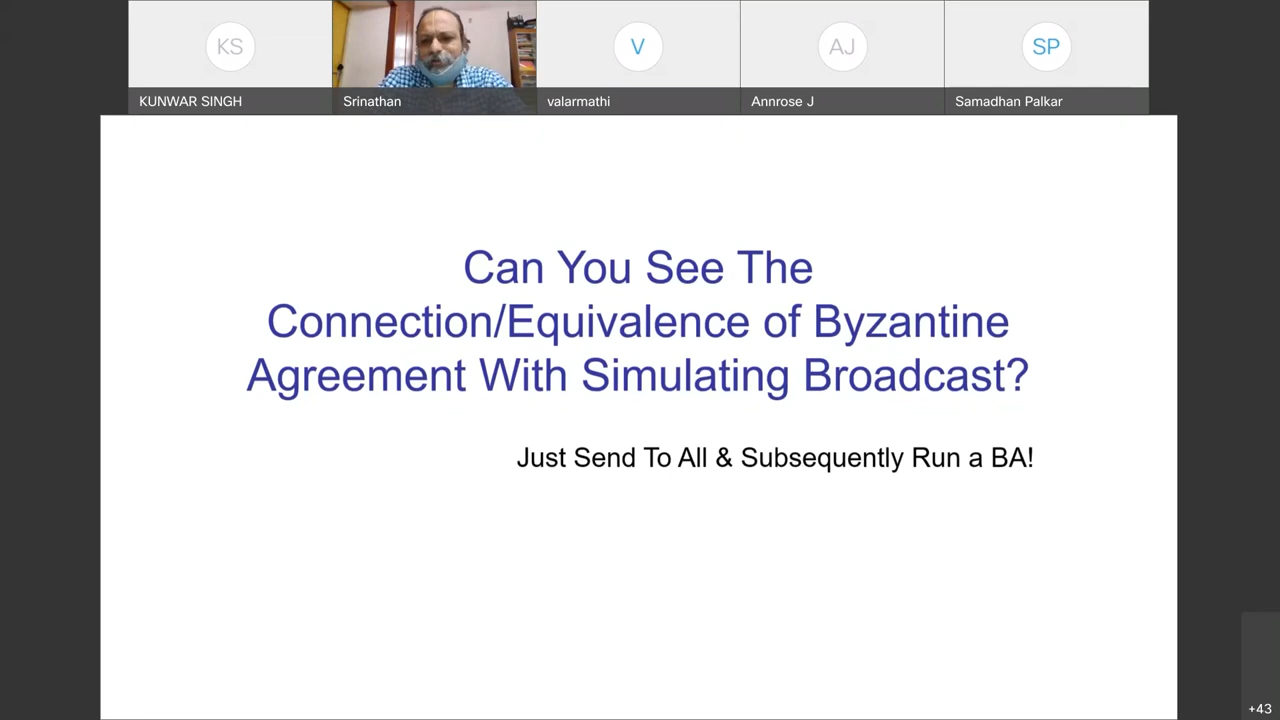 KS
V
AJ
SP
KUNWAR SINGH
Srinathan
valarmathi
Annrose J
Samadhan Palkar
Can You See The
Connection/Equivalence of Byzantine
Agreement With Simulating Broadcast?
Just Send To All & Subsequently Run a BA!
+43